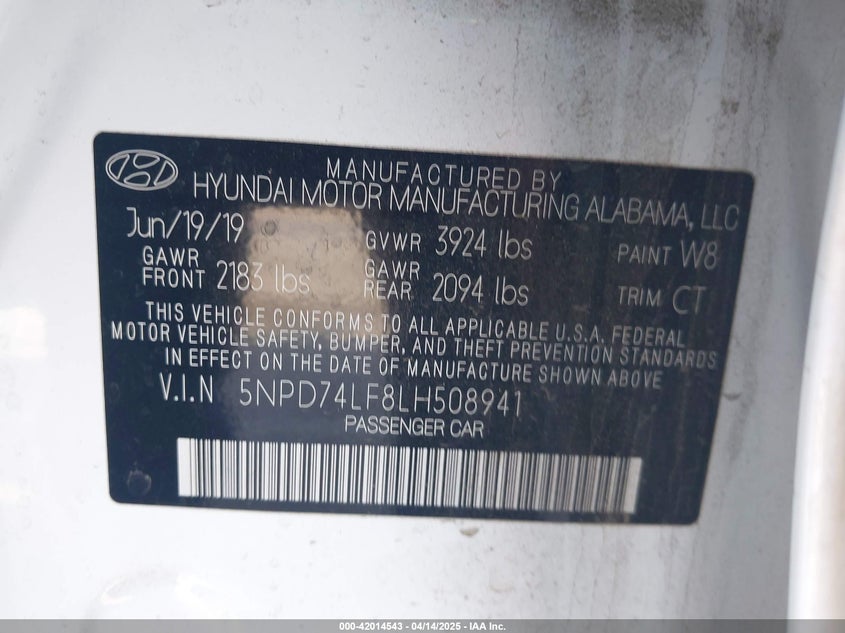 MANUFACTURED BY
HYUNDAI MOTOR MANUFACTURING ALABAMA, LLC
Jun/19/19 GVWR 3924 lbs PAINT W8
GAWR FRONT 2183 lbs GAWR REAR 2094 lbs TRIM CT
THIS VEHICLE CONFORMS TO ALL APPLICABLE U.S.A. FEDERAL
MOTOR VEHICLE SAFETY, BUMPER, AND THEFT PREVENTION STANDARDS
IN EFFECT ON THE DATE OF MANUFACTURE SHOWN ABOVE
V.I.N 5NPD74LF8LH508941
PASSENGER CAR
000-42014543 - 04/14/2025 - IAA Inc.